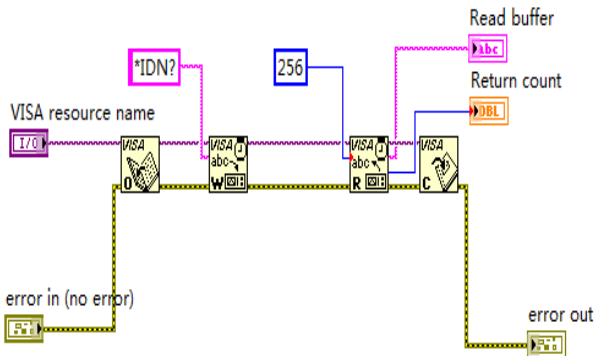 Read buffer
abc
*IDN?
256
Return count
DBL
VISA resource name
I/O
VISA
O
VISA
abc
W
VISA
abc
R
VISA
C
error in (no error)
error out